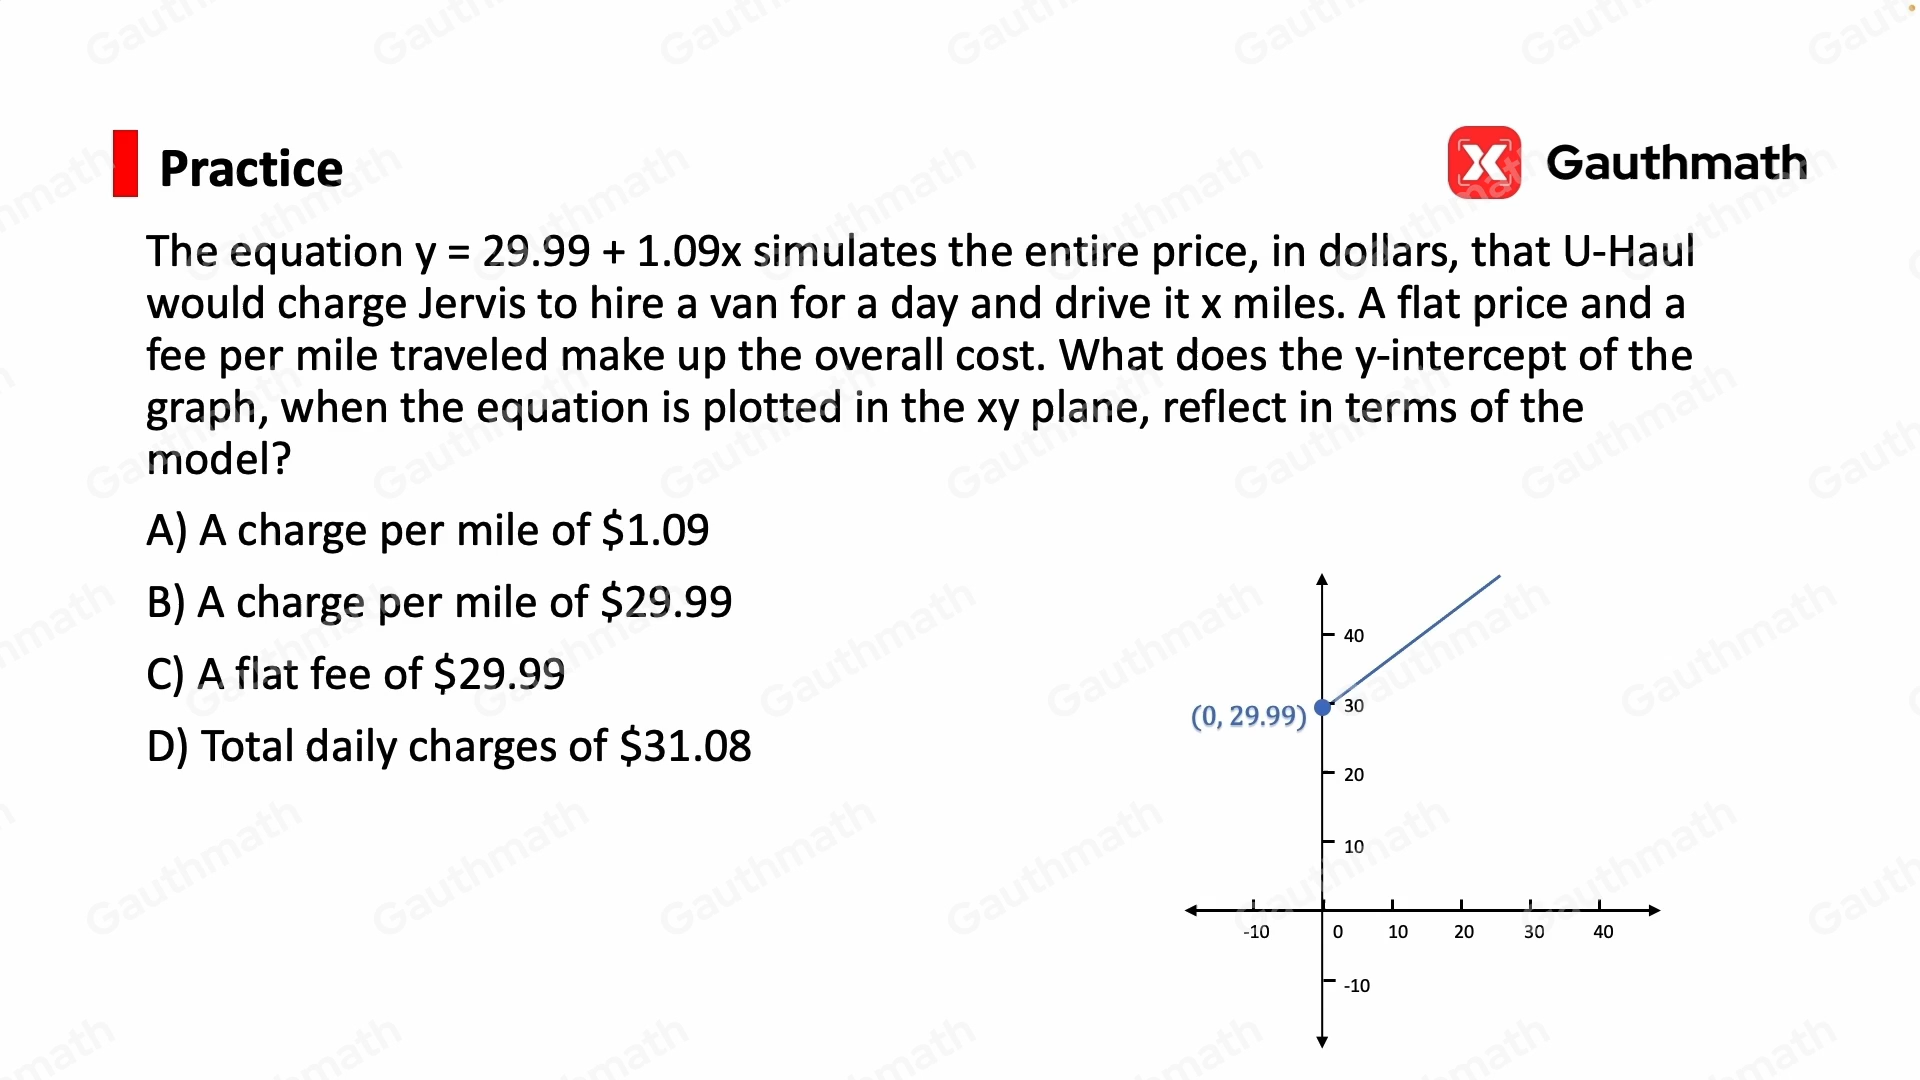 Practice
Gauthmath
The equation y = 29.99 + 1.09x simulates the entire price, in dollars, that U-Haul
would charge Jervis to hire a van for a day and drive it x miles. A flat price and a
fee per mile traveled make up the overall cost. What does the y-intercept of the
graph, when the equation is plotted in the xy plane, reflect in terms of the
model?
A) A charge per mile of $1.09
B) A charge per mile of $29.99
C) A flat fee of $29.99
D) Total daily charges of $31.08
40
(0, 29.99)
30
20
10
-10
0
10
20
30
40
-10